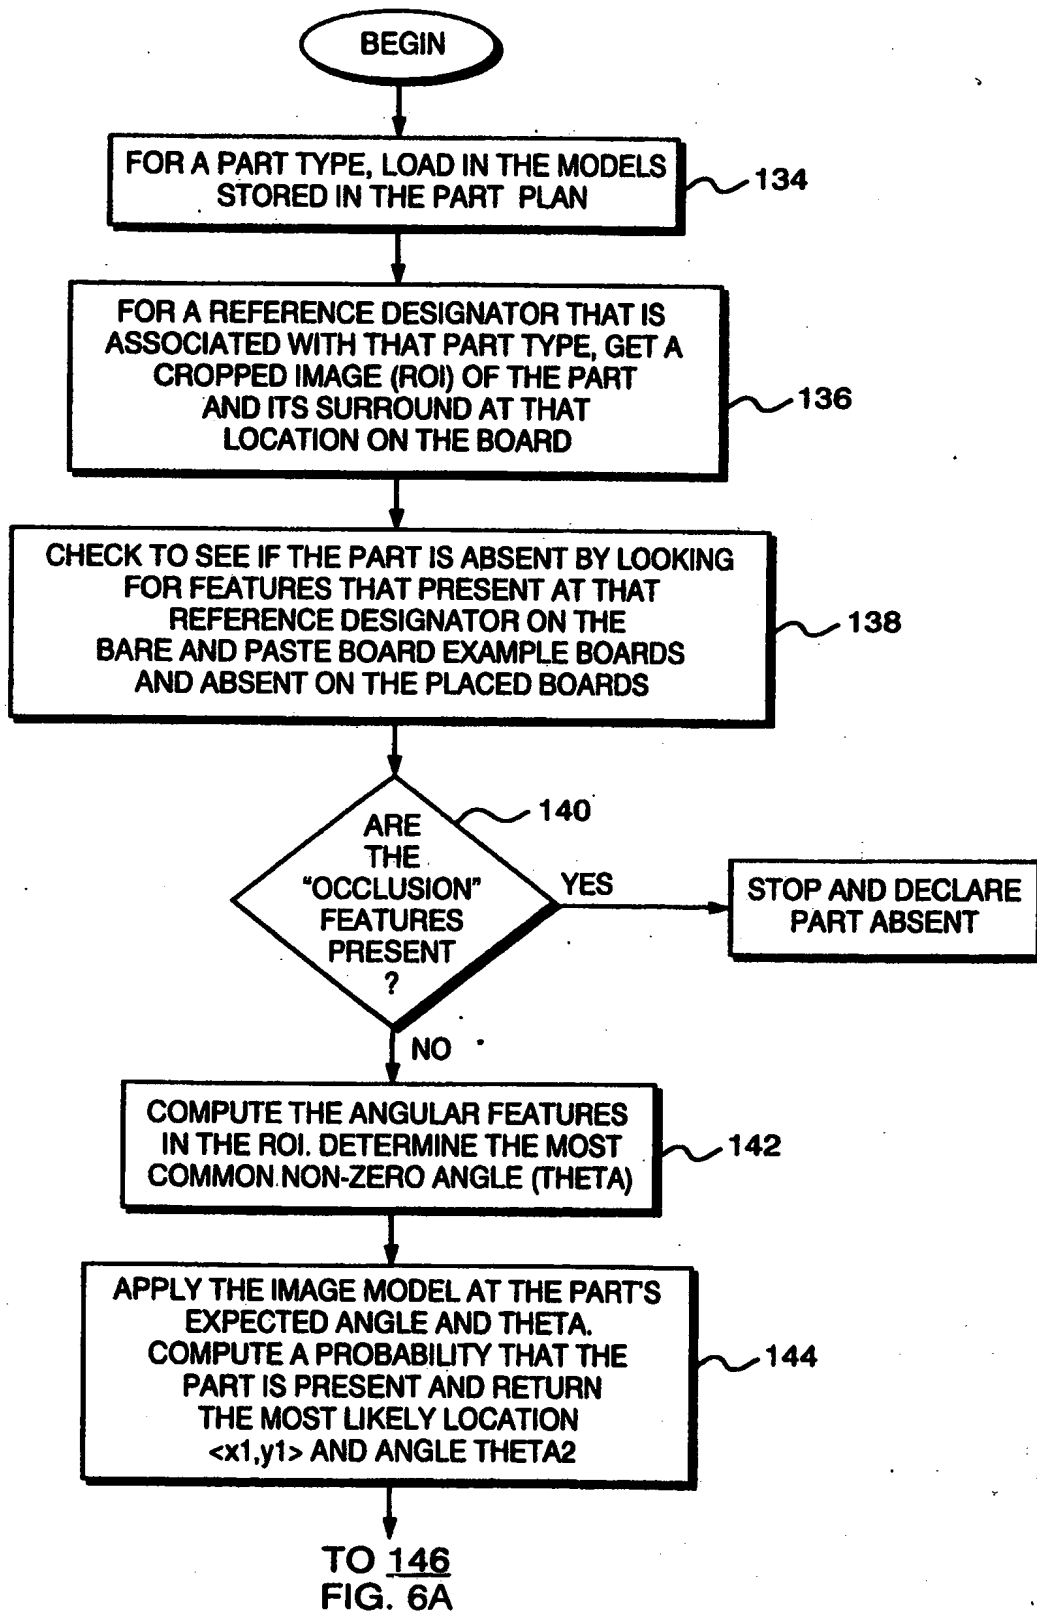 BEGIN
FOR A PART TYPE, LOAD IN THE MODELS
STORED IN THE PART PLAN
134
FOR A REFERENCE DESIGNATOR THAT IS
ASSOCIATED WITH THAT PART TYPE, GET A
CROPPED IMAGE (ROI) OF THE PART
AND ITS SURROUND AT THAT
LOCATION ON THE BOARD
136
CHECK TO SEE IF THE PART IS ABSENT BY LOOKING
FOR FEATURES THAT PRESENT AT THAT
REFERENCE DESIGNATOR ON THE
BARE AND PASTE BOARD EXAMPLE BOARDS
AND ABSENT ON THE PLACED BOARDS
138
ARE
THE
"OCCLUSION"
FEATURES
PRESENT
?
140
YES
STOP AND DECLARE
PART ABSENT
NO
COMPUTE THE ANGULAR FEATURES
IN THE ROI. DETERMINE THE MOST
COMMON NON-ZERO ANGLE (THETA)
142
APPLY THE IMAGE MODEL AT THE PART'S
EXPECTED ANGLE AND THETA.
COMPUTE A PROBABILITY THAT THE
PART IS PRESENT AND RETURN
THE MOST LIKELY LOCATION
<x1,y1> AND ANGLE THETA2
144
TO 146
FIG. 6A